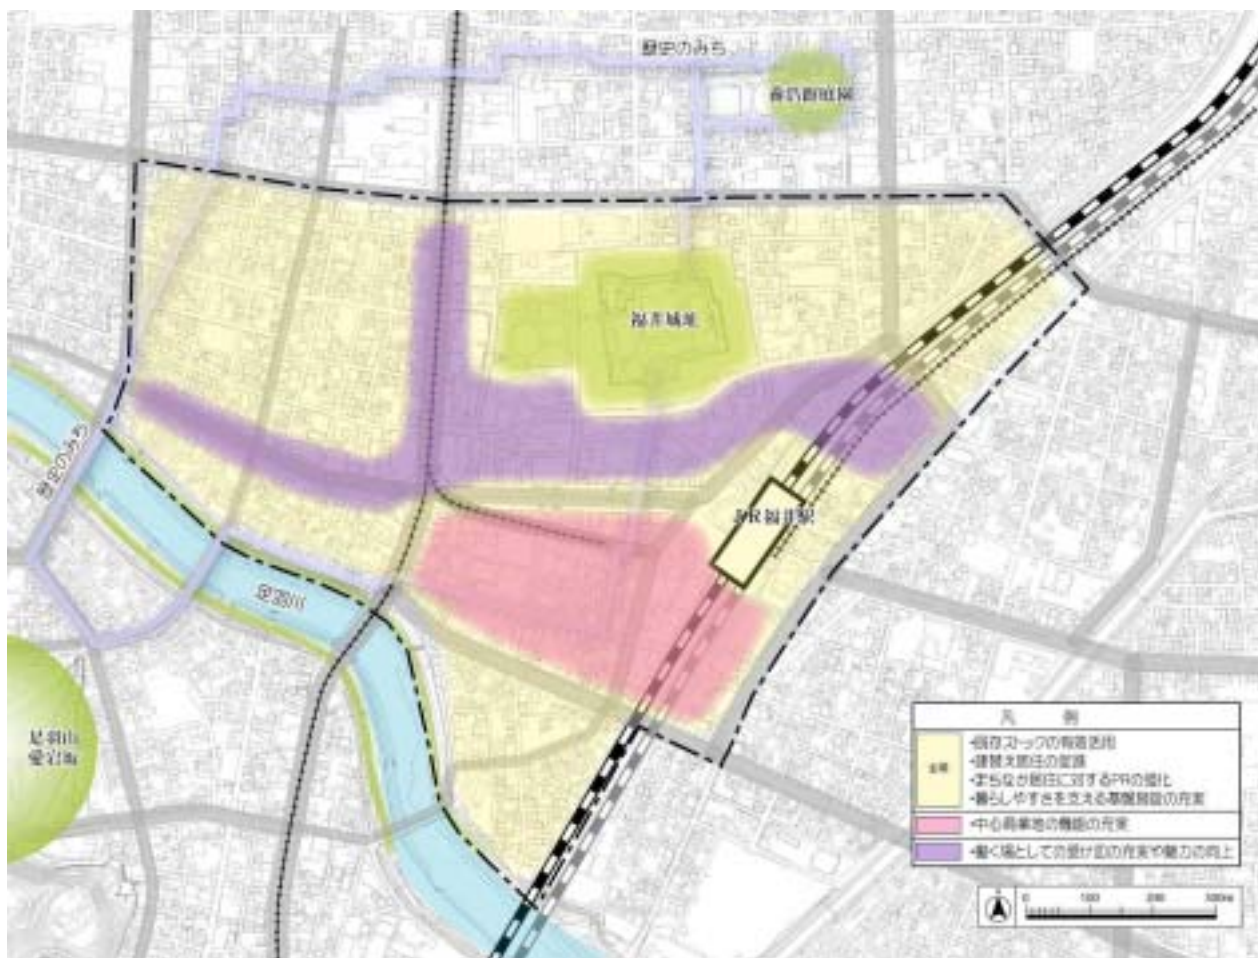 歴史のみち
養浩館庭園
福井城址
歴史のみち
JR福井駅
足羽川
足羽山
愛宕坂
凡 例
全域
・既存ストックの有効活用
・建替え居住の促進
・まちなか居住に対するPRの強化
・暮らしやすさを支える基盤施設の充実
・中心商業地の機能の充実
・働く場としての受け皿の充実や魅力の向上
0 100 200 300m